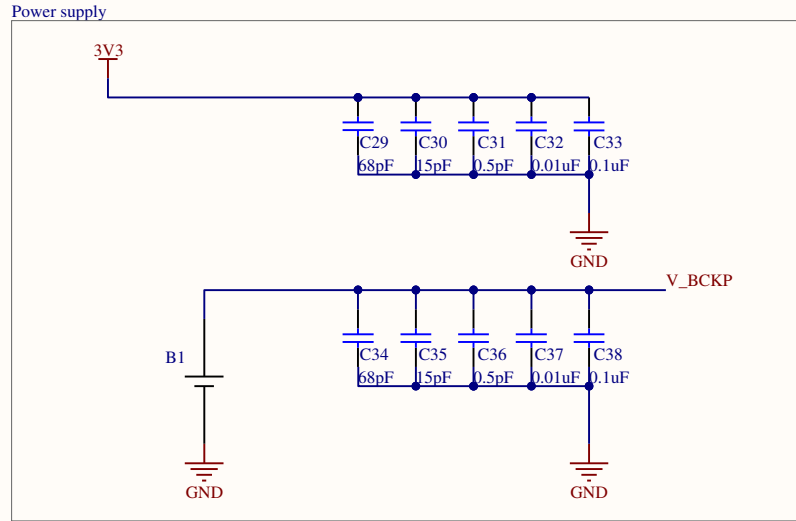 Power supply
3V3
C29 C30 C31 C32 C33
68pF 15pF 0.5pF 0.01uF 0.1uF
GND
V_BCKP
B1
C34 C35 C36 C37 C38
68pF 15pF 0.5pF 0.01uF 0.1uF
GND GND